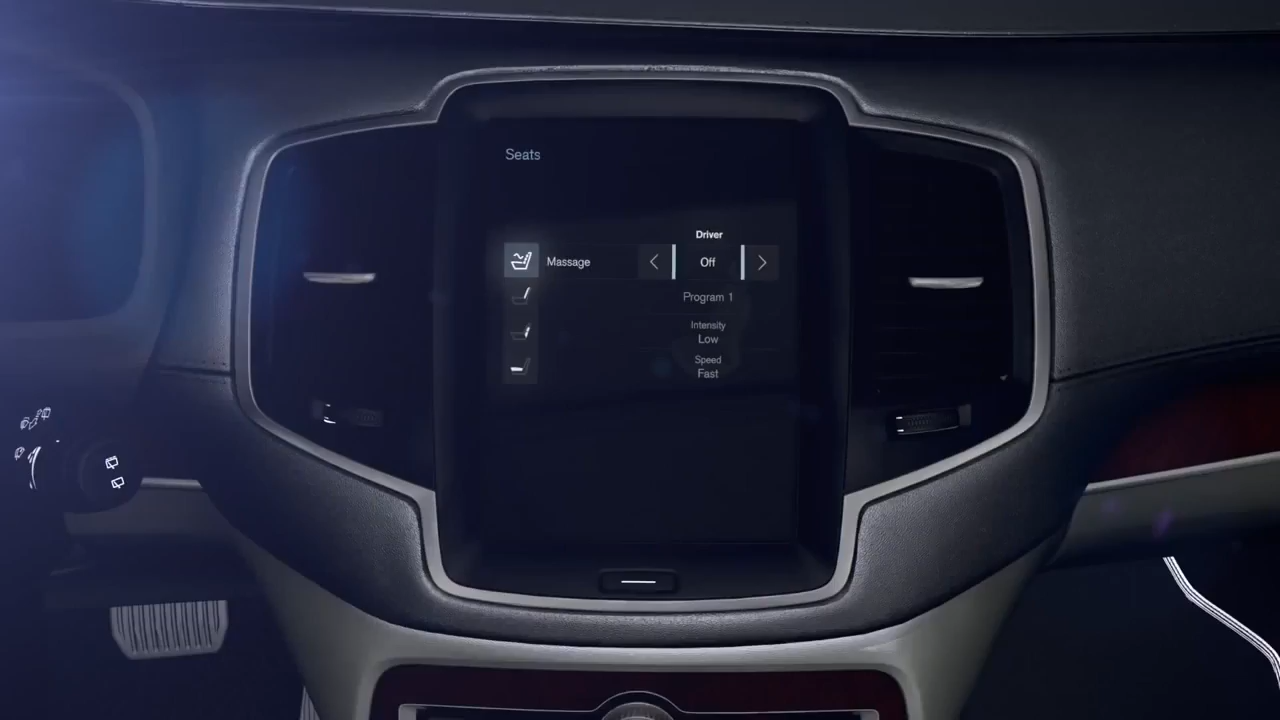 Seats
Driver
Massage
Off
Program 1
Intensity
Low
Speed
Fast